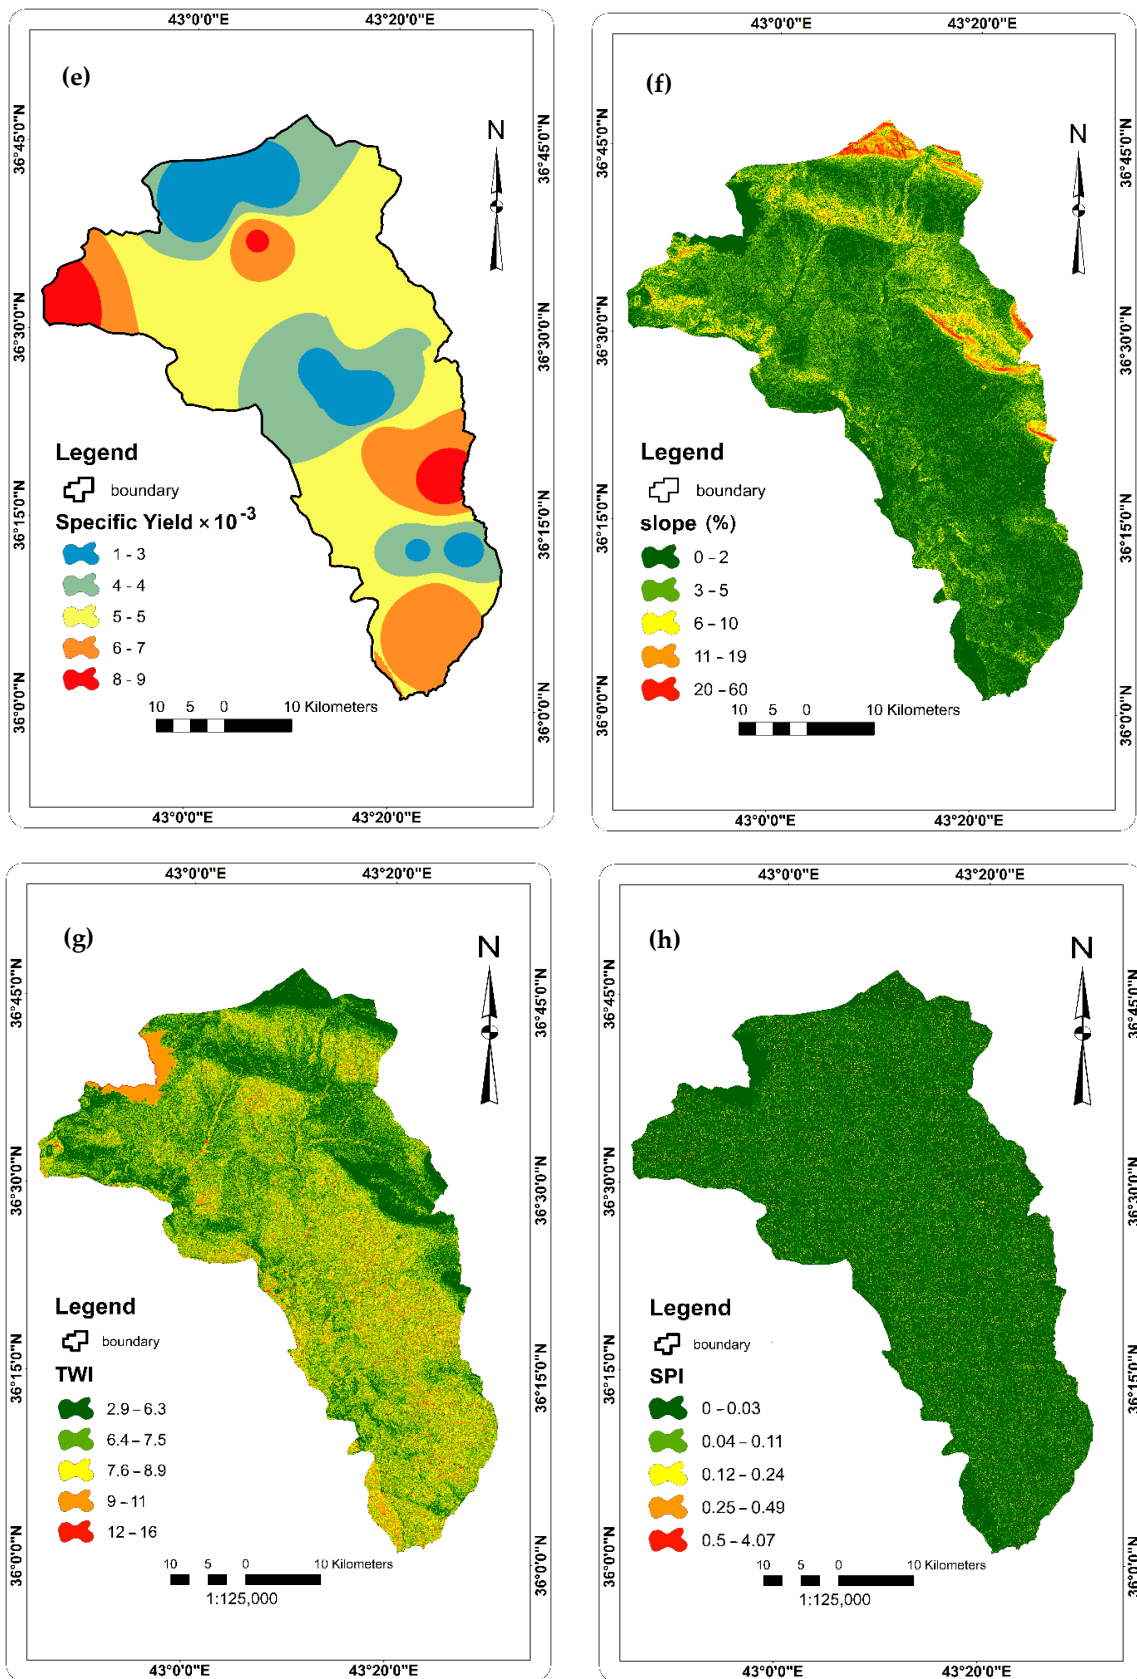 43°0'0"E 43°20'0"E
(e)
N
36°45'0"N 36°45'0"N
36°30'0"N 36°30'0"N
36°15'0"N
36°0'0"N 36°0'0"N
Legend
boundary
Specific Yield × 10⁻³
1 - 3
4 - 4
5 - 5
6 - 7
8 - 9
10 5 0 10 Kilometers
43°0'0"E 43°20'0"E
43°0'0"E 43°20'0"E
(f)
N
36°45'0"N 36°45'0"N
36°30'0"N 36°30'0"N
36°15'0"N 36°15'0"N
36°0'0"N 36°0'0"N
Legend
boundary
slope (%)
0 – 2
3 – 5
6 – 10
11 – 19
20 – 60
10 5 0 10 Kilometers
43°0'0"E 43°20'0"E
43°0'0"E 43°20'0"E
(g)
N
36°45'0"N 36°45'0"N
36°30'0"N 36°30'0"N
36°15'0"N 36°15'0"N
36°0'0"N 36°0'0"N
Legend
boundary
TWI
2.9 – 6.3
6.4 – 7.5
7.6 – 8.9
9 – 11
12 – 16
10 5 0 10 Kilometers
1:125,000
43°0'0"E 43°20'0"E
43°0'0"E 43°20'0"E
(h)
N
36°45'0"N 36°45'0"N
36°30'0"N 36°30'0"N
36°15'0"N 36°15'0"N
36°0'0"N 36°0'0"N
Legend
boundary
SPI
0 – 0.03
0.04 – 0.11
0.12 – 0.24
0.25 – 0.49
0.5 – 4.07
10 5 0 10 Kilometers
1:125,000
43°0'0"E 43°20'0"E